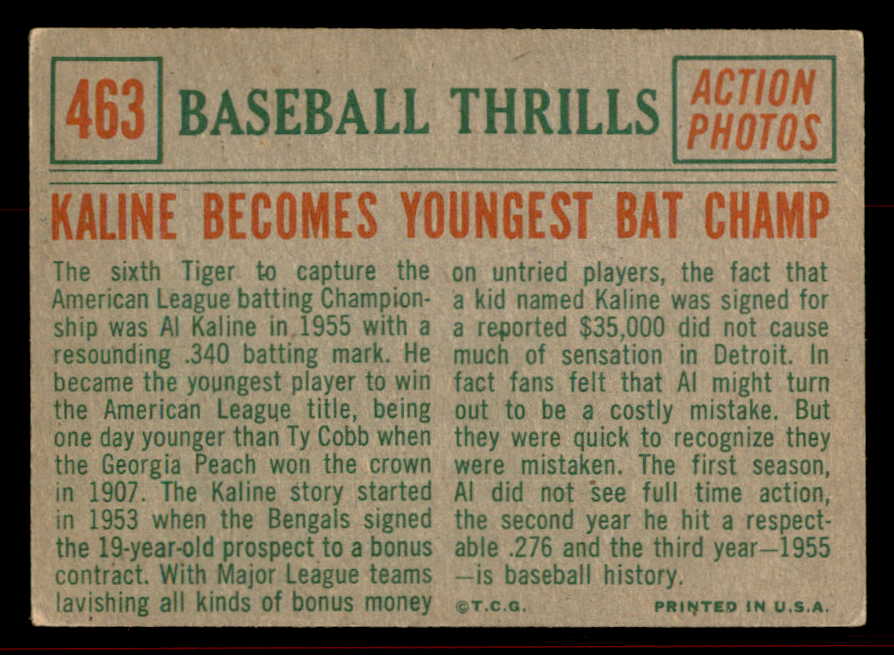 463
BASEBALL THRILLS
ACTION
PHOTOS
KALINE BECOMES YOUNGEST BAT CHAMP
The sixth Tiger to capture the
American League batting Champion-
ship was Al Kaline in 1955 with a
resounding .340 batting mark. He
became the youngest player to win
the American League title, being
one day younger than Ty Cobb when
the Georgia Peach won the crown
in 1907. The Kaline story started
in 1953 when the Bengals signed
the 19-year-old prospect to a bonus
contract. With Major League teams
lavishing all kinds of bonus money
on untried players, the fact that
a kid named Kaline was signed for
a reported $35,000 did not cause
much of sensation in Detroit. In
fact fans felt that Al might turn
out to be a costly mistake. But
they were quick to recognize they
were mistaken. The first season,
Al did not see full time action,
the second year he hit a respect-
able .276 and the third year—1955
—is baseball history.
©T.C.G.
PRINTED IN U.S.A.